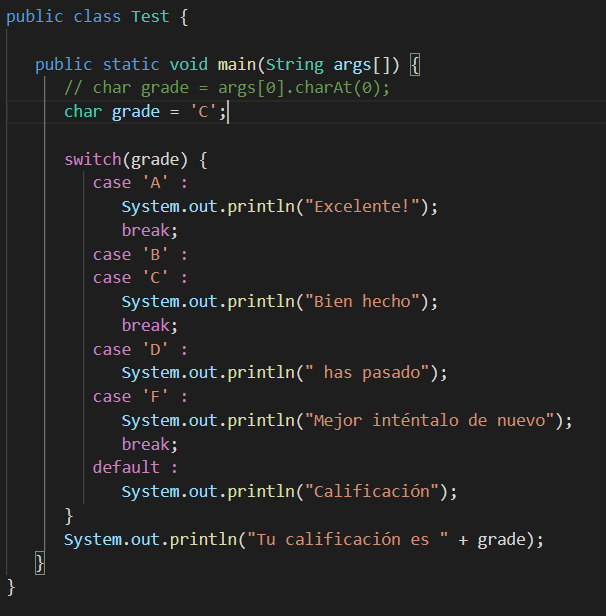 public class Test {
public static void main(String args[]) {
// char grade = args[0].charAt(0);
char grade = 'C';
switch(grade) {
case 'A' :
System.out.println("Excelente!");
break;
case 'B' :
case 'C' :
System.out.println("Bien hecho");
break;
case 'D' :
System.out.println(" has pasado");
case 'F' :
System.out.println("Mejor inténtalo de nuevo");
break;
default :
System.out.println("Calificación");
}
System.out.println("Tu calificación es " + grade);
}
}